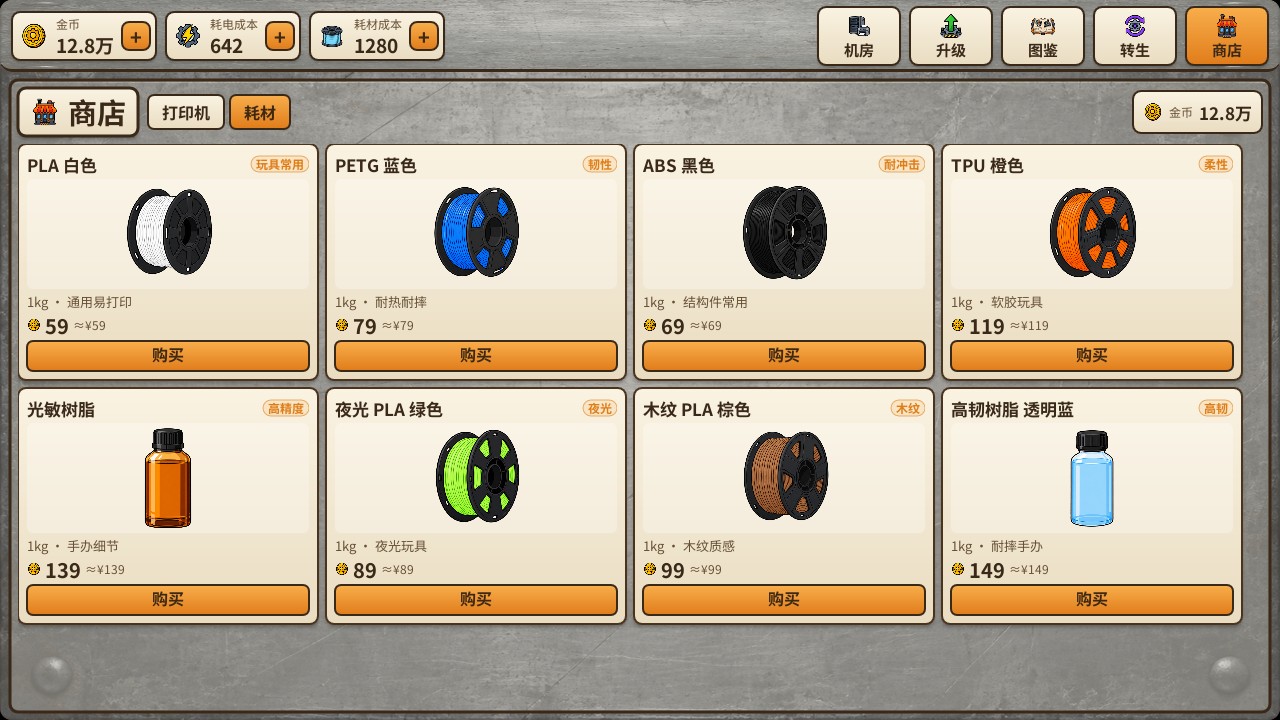 金币
12.8万
+
耗电成本
642
+
耗材成本
1280
+
机房
升级
图鉴
转生
商店
商店
打印机
耗材
金币 12.8万
PLA 白色
玩具常用
1kg · 通用易打印
59 ≈¥59
购买
PETG 蓝色
韧性
1kg · 耐热耐摔
79 ≈¥79
购买
ABS 黑色
耐冲击
1kg · 结构件常用
69 ≈¥69
购买
TPU 橙色
柔性
1kg · 软胶玩具
119 ≈¥119
购买
光敏树脂
高精度
1kg · 手办细节
139 ≈¥139
购买
夜光 PLA 绿色
夜光
1kg · 夜光玩具
89 ≈¥89
购买
木纹 PLA 棕色
木纹
1kg · 木纹质感
99 ≈¥99
购买
高韧树脂 透明蓝
高韧
1kg · 耐摔手办
149 ≈¥149
购买